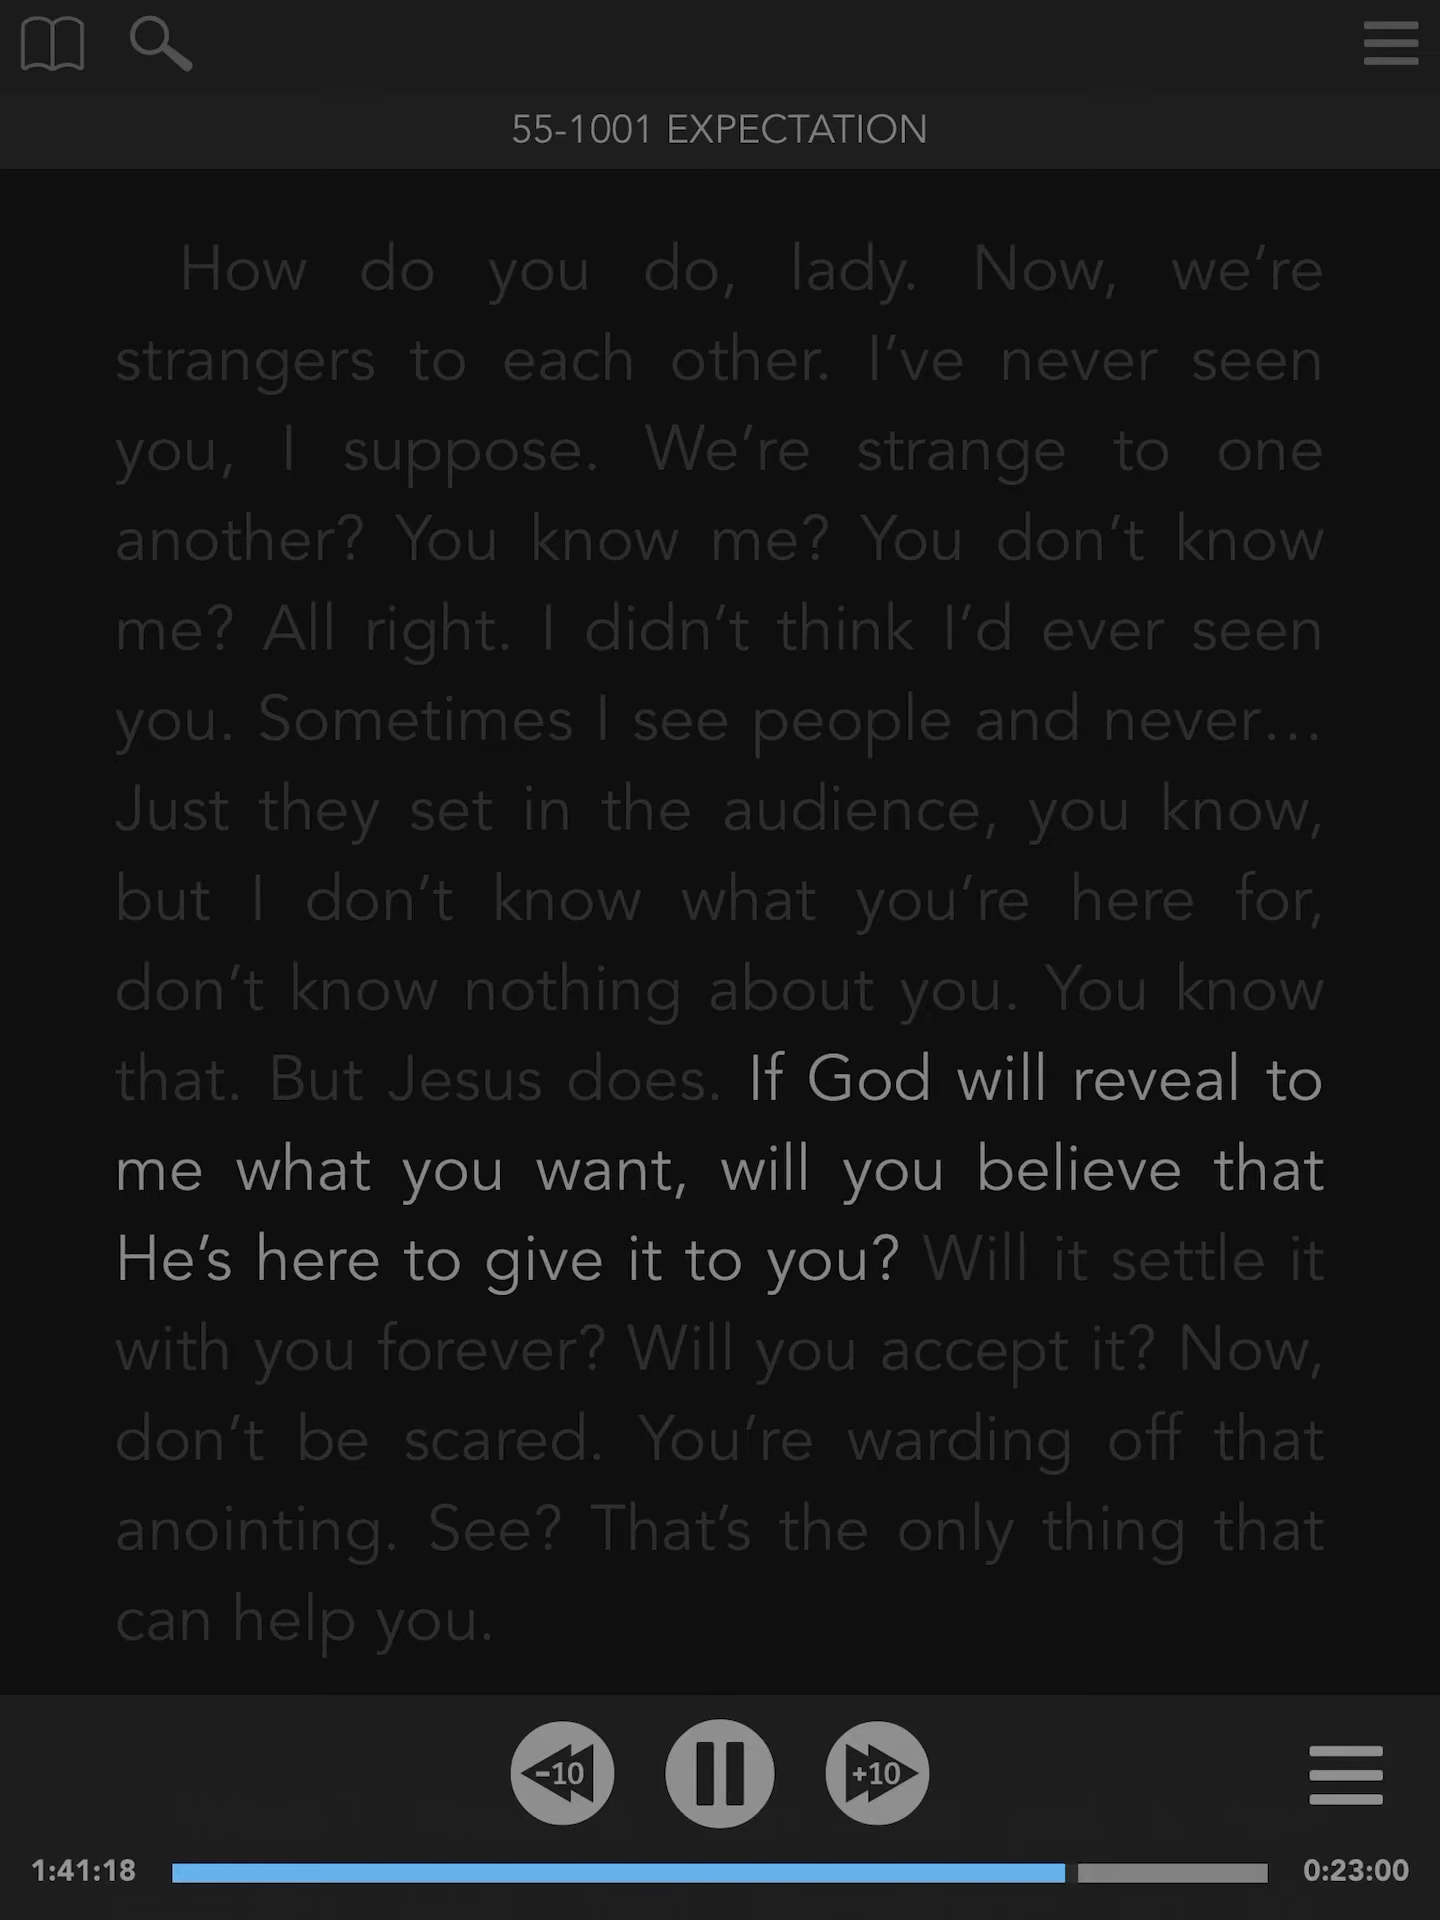 55-1001 EXPECTATION
How do you do, lady. Now, we’re
strangers to each other. I’ve never seen
you, I suppose. We’re strange to one
another? You know me? You don’t know
me? All right. I didn’t think I’d ever seen
you. Sometimes I see people and never…
Just they set in the audience, you know,
but I don’t know what you’re here for,
don’t know nothing about you. You know
that. But Jesus does. If God will reveal to
me what you want, will you believe that
He’s here to give it to you? Will it settle it
with you forever? Will you accept it? Now,
don’t be scared. You’re warding off that
anointing. See? That’s the only thing that
can help you.
-10 +10
1:41:18 0:23:00